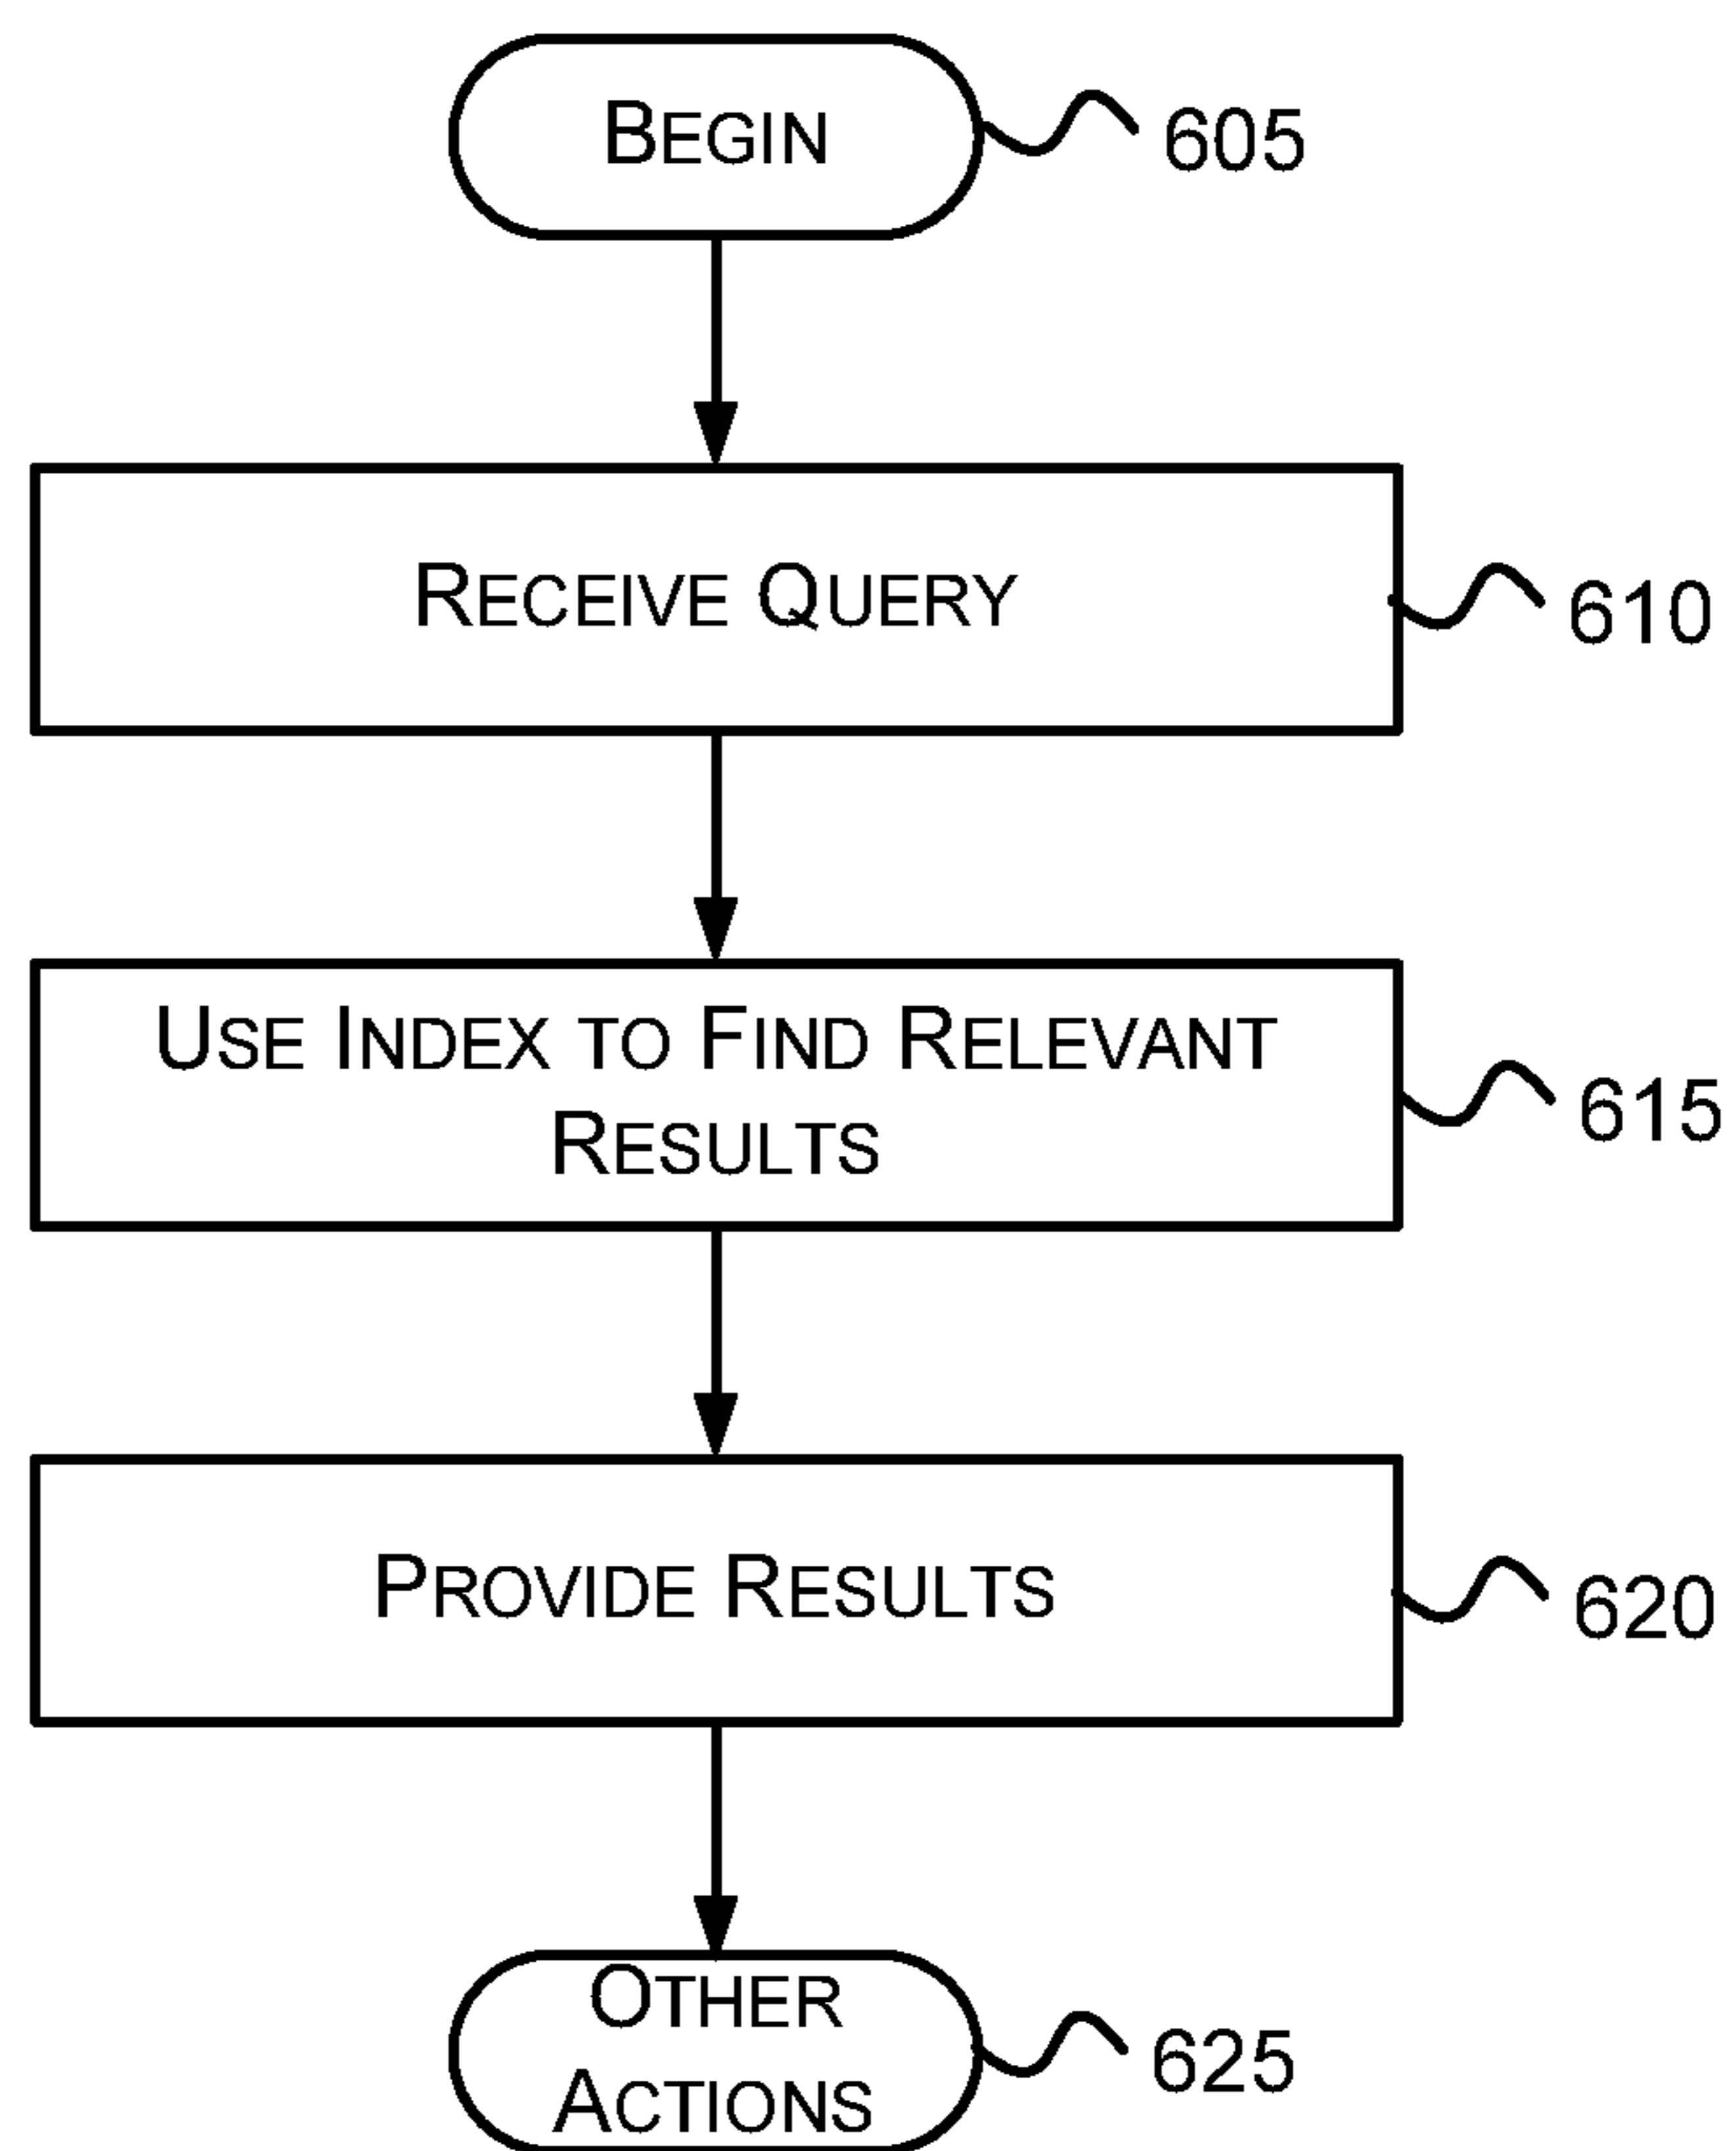 BEGIN
605
RECEIVE QUERY
610
USE INDEX TO FIND RELEVANT
RESULTS
615
PROVIDE RESULTS
620
OTHER
ACTIONS
625